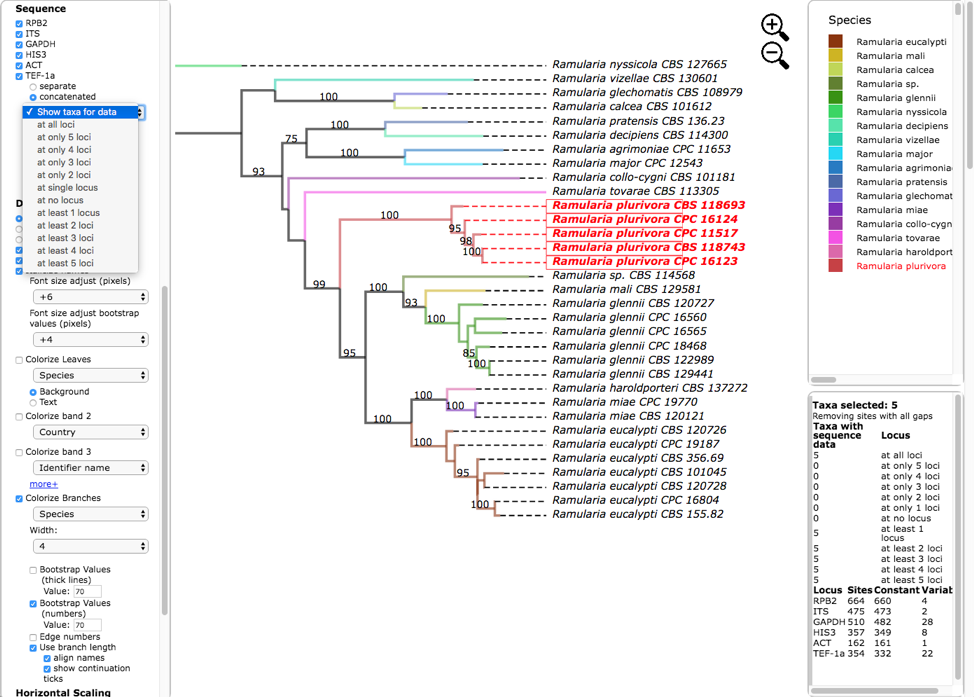 Sequence
RPB2
ITS
GAPDH
HIS3
ACT
TEF-1a
separate
concatenated
✓ Show taxa for data
at all loci
at only 5 loci
at only 4 loci
at only 3 loci
at only 2 loci
at single locus
at no locus
at least 1 locus
at least 2 loci
at least 3 loci
at least 4 loci
at least 5 loci
Font size adjust (pixels)
+6
Font size adjust bootstrap
values (pixels)
+4
Colorize Leaves
Species
Background
Text
Colorize band 2
Country
Colorize band 3
Identifier name
more+
Colorize Branches
Species
Width:
4
Bootstrap Values
(thick lines)
Value: 70
Bootstrap Values
(numbers)
Value: 70
Edge numbers
Use branch length
align names
show continuation
ticks
Horizontal Scaling
Ramularia nyssicola CBS 127665
Ramularia vizellae CBS 130601
100 Ramularia glechomatis CBS 108979
Ramularia calcea CBS 101612
100 Ramularia pratensis CBS 136.23
75 Ramularia decipiens CBS 114300
100 Ramularia agrimoniae CPC 11653
Ramularia major CPC 12543
93 Ramularia collo-cygni CBS 101181
Ramularia tovarae CBS 113305
Ramularia plurivora CBS 118693
100 Ramularia plurivora CPC 16124
95 Ramularia plurivora CPC 11517
98 Ramularia plurivora CBS 118743
100 Ramularia plurivora CPC 16123
Ramularia sp. CBS 114568
99 100 Ramularia mali CBS 129581
93 Ramularia glennii CBS 120727
100 Ramularia glennii CPC 16560
Ramularia glennii CPC 16565
Ramularia glennii CPC 18468
95 85 Ramularia glennii CBS 122989
100 Ramularia glennii CBS 129441
Ramularia haroldporteri CBS 137272
100 Ramularia miae CPC 19770
100 Ramularia miae CBS 120121
100 Ramularia eucalypti CBS 120726
100 Ramularia eucalypti CPC 19187
Ramularia eucalypti CBS 356.69
95 Ramularia eucalypti CBS 101045
Ramularia eucalypti CBS 120728
100 Ramularia eucalypti CPC 16804
Ramularia eucalypti CBS 155.82
Species
Ramularia eucalypti
Ramularia mali
Ramularia calcea
Ramularia sp.
Ramularia glennii
Ramularia nyssicola
Ramularia decipiens
Ramularia vizellae
Ramularia major
Ramularia agrimonia
Ramularia pratensis
Ramularia glechomat
Ramularia miae
Ramularia collo-cygn
Ramularia tovarae
Ramularia haroldport
Ramularia plurivora
Taxa selected: 5
Removing sites with all gaps
Taxa with
sequence
data
Locus
5 at all loci
0 at only 5 loci
0 at only 4 loci
0 at only 3 loci
0 at only 2 loci
0 at only 1 loci
0 at no locus
5 at least 1
locus
5 at least 2 loci
5 at least 3 loci
5 at least 4 loci
5 at least 5 loci
Locus Sites Constant Variat
RPB2 664 660 4
ITS 475 473 2
GAPDH 510 482 28
HIS3 357 349 8
ACT 162 161 1
TEF-1a 354 332 22